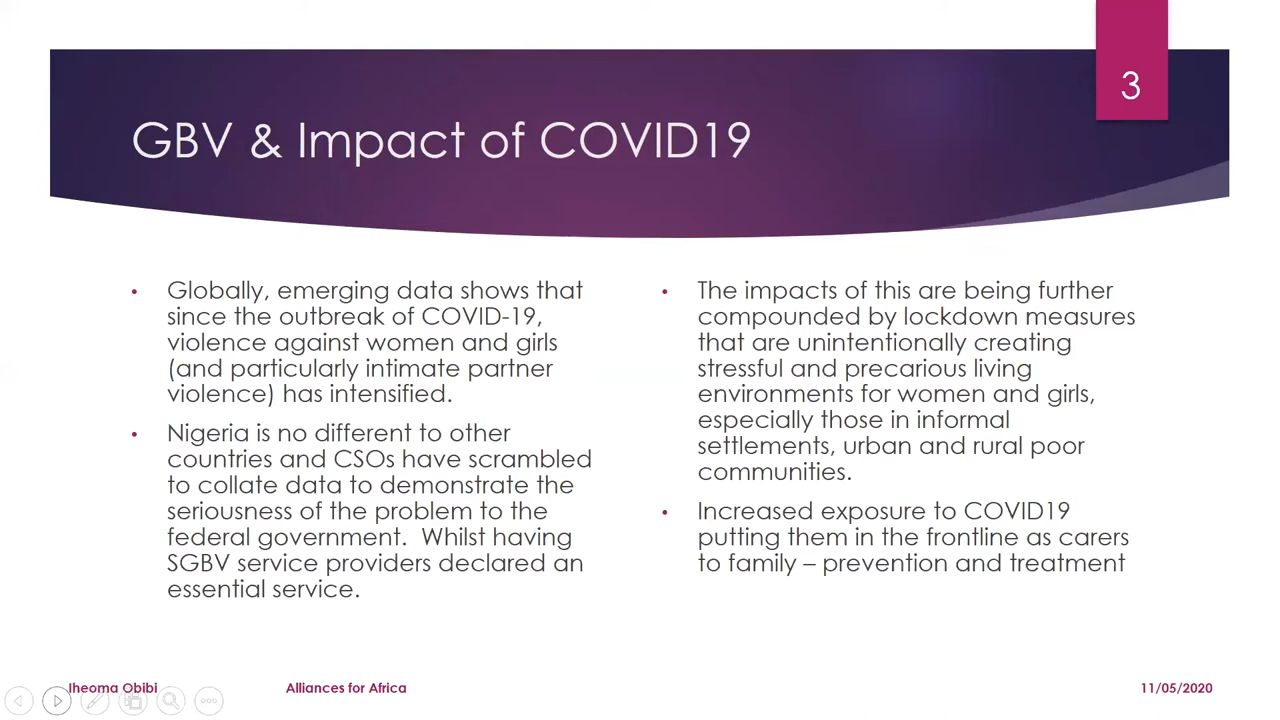 3
GBV & Impact of COVID19
• Globally, emerging data shows that
since the outbreak of COVID-19,
violence against women and girls
(and particularly intimate partner
violence) has intensified.
• Nigeria is no different to other
countries and CSOs have scrambled
to collate data to demonstrate the
seriousness of the problem to the
federal government.  Whilst having
SGBV service providers declared an
essential service.
• The impacts of this are being further
compounded by lockdown measures
that are unintentionally creating
stressful and precarious living
environments for women and girls,
especially those in informal
settlements, urban and rural poor
communities.
• Increased exposure to COVID19
putting them in the frontline as carers
to family – prevention and treatment
Iheoma Obibi
Alliances for Africa
11/05/2020